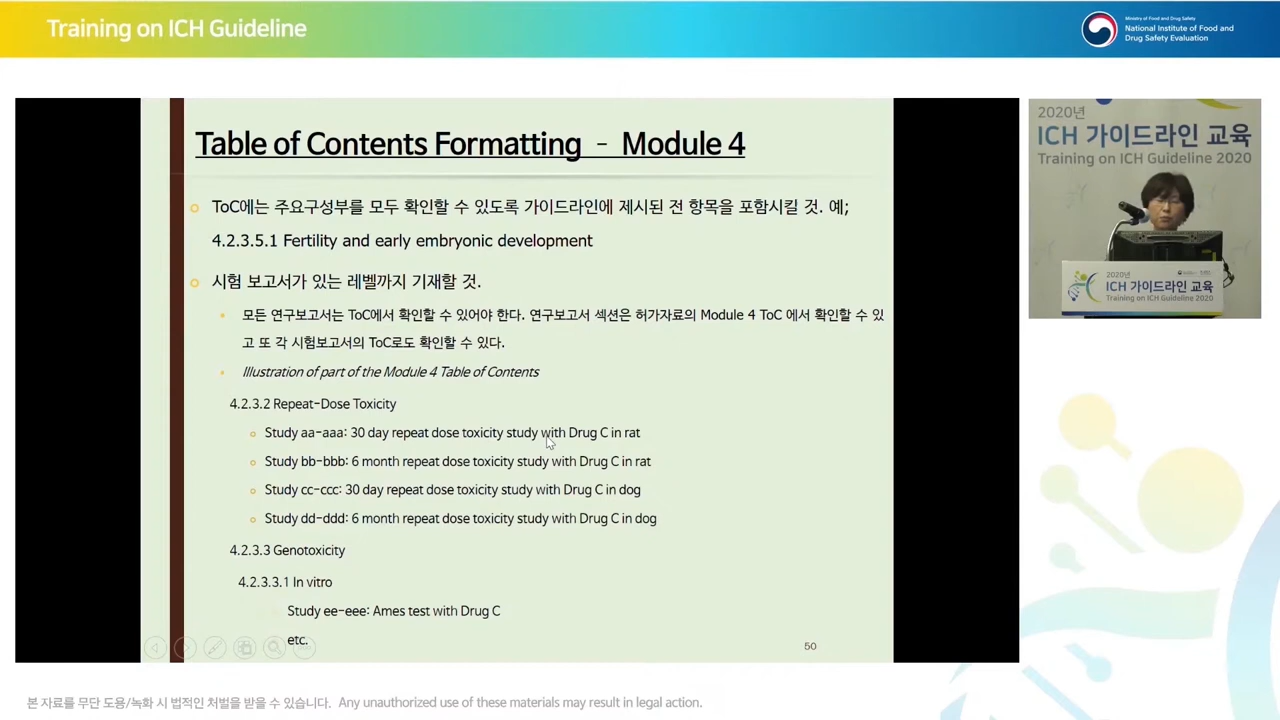 Training on ICH Guideline
Ministry of Food and Drug Safety
National Institute of Food and
Drug Safety Evaluation
Table of Contents Formatting – Module 4
ToC에는 주요구성부를 모두 확인할 수 있도록 가이드라인에 제시된 전 항목을 포함시킬 것. 예;
4.2.3.5.1 Fertility and early embryonic development
시험 보고서가 있는 레벨까지 기재할 것.
모든 연구보고서는 ToC에서 확인할 수 있어야 한다. 연구보고서 섹션은 허가자료의 Module 4 ToC 에서 확인할 수 있
고 또 각 시험보고서의 ToC로도 확인할 수 있다.
Illustration of part of the Module 4 Table of Contents
4.2.3.2 Repeat-Dose Toxicity
Study aa-aaa: 30 day repeat dose toxicity study with Drug C in rat
Study bb-bbb: 6 month repeat dose toxicity study with Drug C in rat
Study cc-ccc: 30 day repeat dose toxicity study with Drug C in dog
Study dd-ddd: 6 month repeat dose toxicity study with Drug C in dog
4.2.3.3 Genotoxicity
4.2.3.3.1 In vitro
Study ee-eee: Ames test with Drug C
etc.
50
2020년
ICH 가이드라인 교육
Training on ICH Guideline 2020
2020년
ICH 가이드라인 교육
Training on ICH Guideline 2020
본 자료를 무단 도용/녹화 시 법적인 처벌을 받을 수 있습니다. Any unauthorized use of these materials may result in legal action.